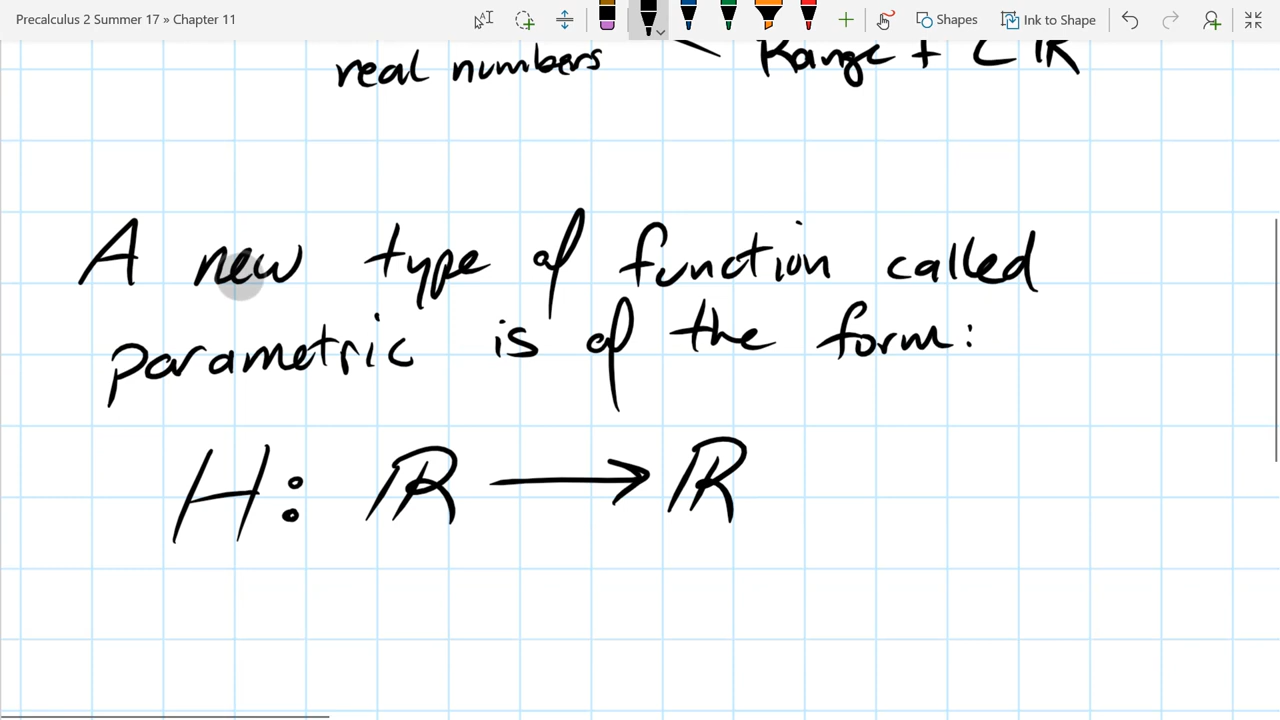 Precalculus 2 Summer 17 » Chapter 11
Shapes
Ink to Shape
real numbers
Range f ⊂ ℝ
A new type of function called
parametric is of the form:
H: ℝ ⟶ ℝ